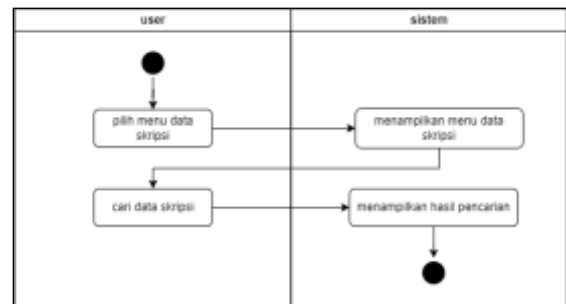 user
sistem
pilih menu data
skripsi
menampilkan menu data
skripsi
cari data skripsi
menampilkan hasil pencarian